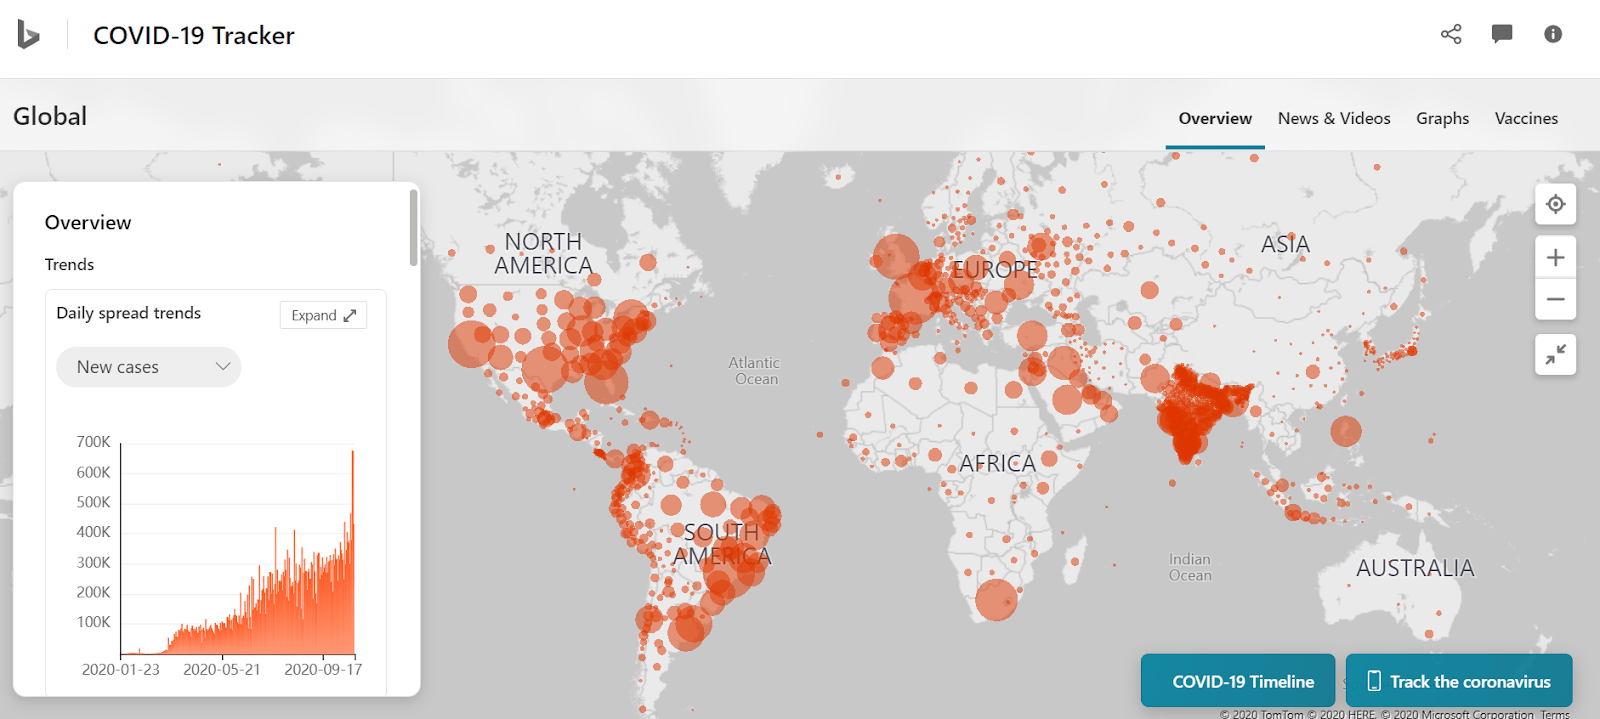 COVID-19 Tracker
Global
Overview
News & Videos
Graphs
Vaccines
Overview
Trends
Daily spread trends
Expand
New cases
700K
600K
500K
400K
300K
200K
100K
2020-01-23
2020-05-21
2020-09-17
NORTH
AMERICA
EUROPE
ASIA
Atlantic
Ocean
AFRICA
SOUTH
AMERICA
Indian
Ocean
AUSTRALIA
COVID-19 Timeline
Track the coronavirus
© 2020 TomTom © 2020 HERE, © 2020 Microsoft Corporation Terms